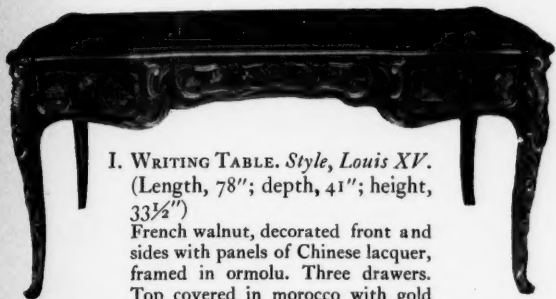 I. WRITING TABLE. Style, Louis XV.
(Length, 78"; depth, 41"; height,
33½")
French walnut, decorated front and
sides with panels of Chinese lacquer,
framed in ormolu. Three drawers.
Top covered in morocco with gold